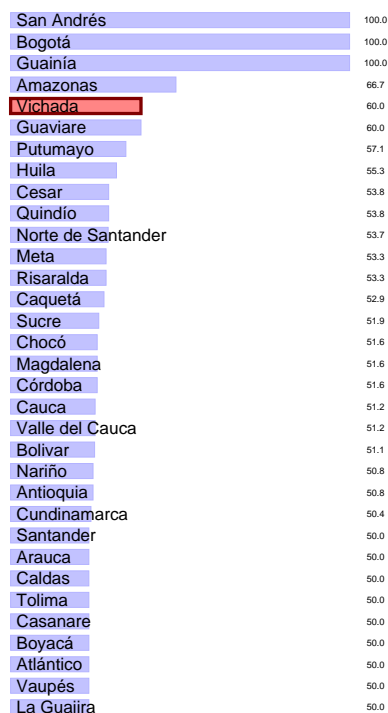 San Andrés 100.0
Bogotá 100.0
Guainía 100.0
Amazonas 66.7
Vichada 60.0
Guaviare 60.0
Putumayo 57.1
Huila 55.3
Cesar 53.8
Quindío 53.8
Norte de Santander 53.7
Meta 53.3
Risaralda 53.3
Caquetá 52.9
Sucre 51.9
Chocó 51.6
Magdalena 51.6
Córdoba 51.6
Cauca 51.2
Valle del Cauca 51.2
Bolivar 51.1
Nariño 50.8
Antioquia 50.8
Cundinamarca 50.4
Santander 50.0
Arauca 50.0
Caldas 50.0
Tolima 50.0
Casanare 50.0
Boyacá 50.0
Atlántico 50.0
Vaupés 50.0
La Guajira 50.0